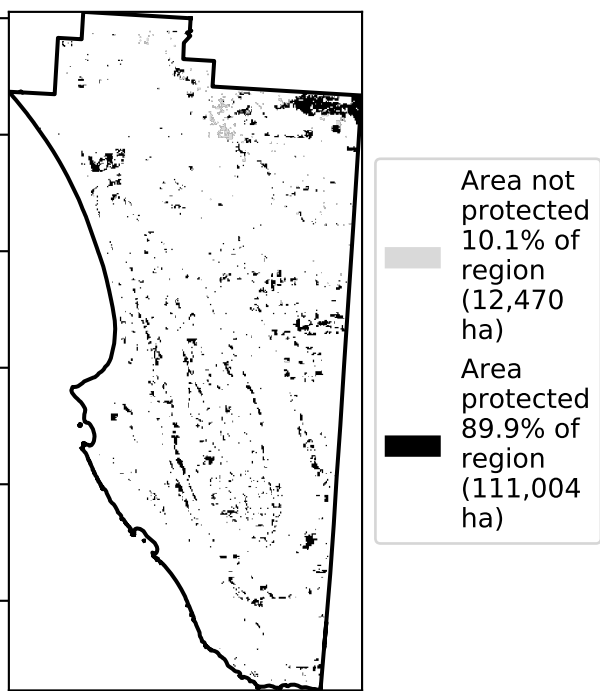 Area not
protected
10.1% of
region
(12,470
ha)
Area
protected
89.9% of
region
(111,004
ha)